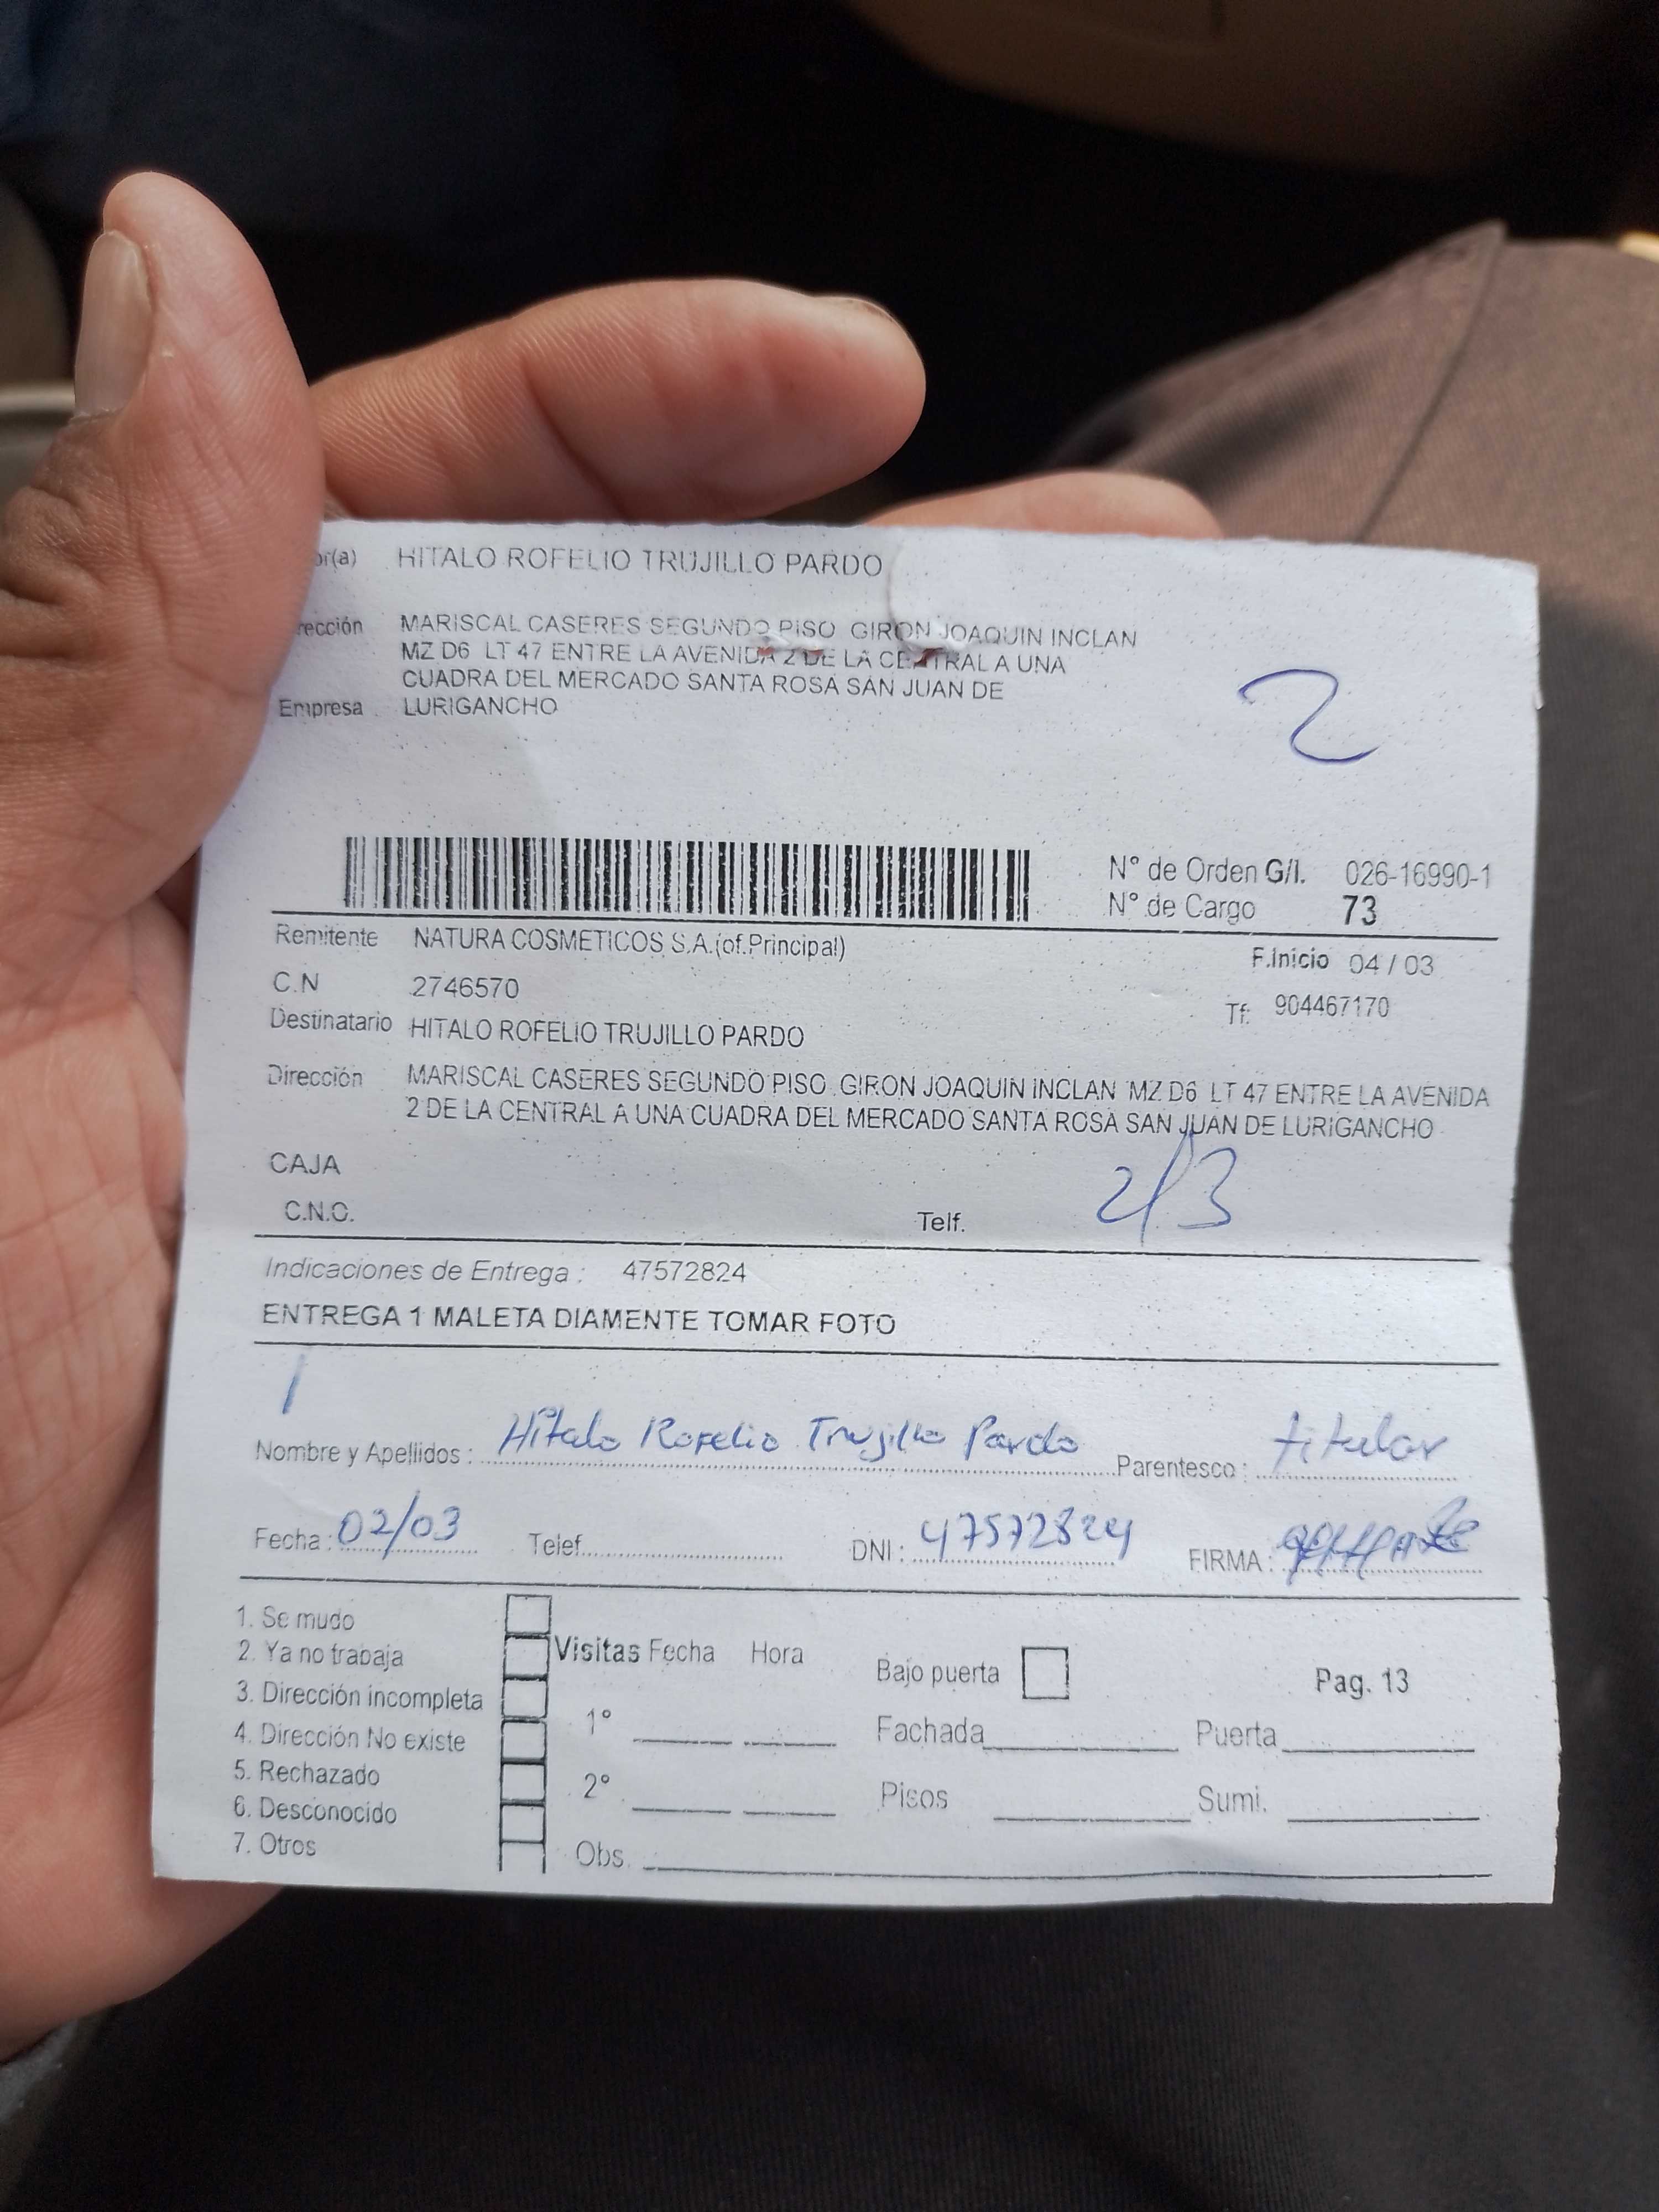 or(a) HITALO ROFELIO TRUJILLO PARDO
rección MARISCAL CASERES SEGUNDO PISO GIRON JOAQUIN INCLAN
MZ D6 LT 47 ENTRE LA AVENIDA 2 DE LA CENTRAL A UNA
CUADRA DEL MERCADO SANTA ROSA SAN JUAN DE
Empresa LURIGANCHO
2
N° de Orden G/I. 026-16990-1
N° de Cargo 73
Remitente NATURA COSMETICOS S.A.(of.Principal)
F.Inicio 04 / 03
C.N 2746570
Tf: 904467170
Destinatario HITALO ROFELIO TRUJILLO PARDO
Dirección MARISCAL CASERES SEGUNDO PISO GIRON JOAQUIN INCLAN MZ D6 LT 47 ENTRE LA AVENIDA
2 DE LA CENTRAL A UNA CUADRA DEL MERCADO SANTA ROSA SAN JUAN DE LURIGANCHO
CAJA
2/3
C.N.O. Telf.
Indicaciones de Entrega : 47572824
ENTREGA 1 MALETA DIAMENTE TOMAR FOTO
Nombre y Apellidos : Hitalo Rofelio Trujillo Pardo Parentesco : titular
Fecha : 02/03 Telef. DNI : 47572824 FIRMA :
1. Se mudo
2. Ya no trabaja Visitas Fecha Hora Bajo puerta Pag. 13
3. Dirección incompleta
4. Dirección No existe 1° Fachada Puerta
5. Rechazado
6. Desconocido 2° Pisos Sumi.
7. Otros Obs.